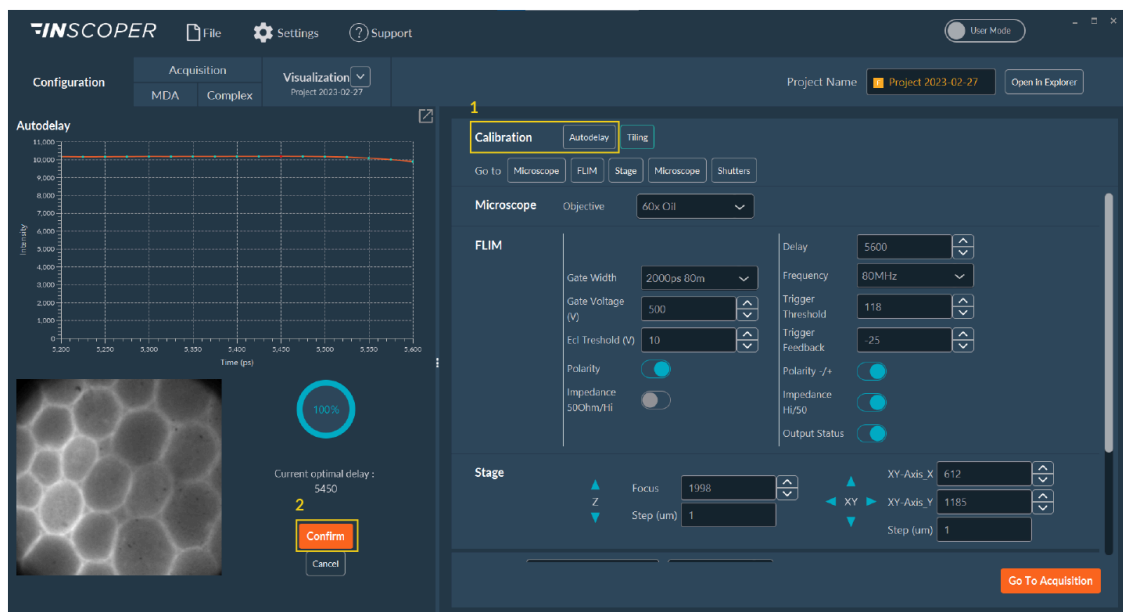 INSCOPER File Settings ? Support User Mode
Configuration Acquisition MDA Complex Visualization Project 2023-02-27
Project Name Project 2023-02-27 Open in Explorer
1
Autodelay
11,000
10,000
9,000
8,000
7,000
6,000
5,000
4,000
3,000
2,000
1,000
0
Intensity
5,200 5,250 5,300 5,350 5,400 5,450 5,500 5,550 5,600
Time (ps)
100%
Current optimal delay :
5450
2
Confirm
Cancel
Calibration Autodelay Tiling
Go to Microscope FLIM Stage Microscope Shutters
Microscope Objective 60x Oil
FLIM
Gate Width 2000ps 80m
Gate Voltage
(V) 500
Ecl Treshold (V) 10
Polarity
Impedance
50Ohm/Hi
Delay 5600
Frequency 80MHz
Trigger
Threshold 118
Trigger
Feedback -25
Polarity -/+
Impedance
Hi/50
Output Status
Stage
Z
Focus 1998
Step (um) 1
XY
XY-Axis_X 612
XY-Axis_Y 1185
Step (um) 1
Go To Acquisition